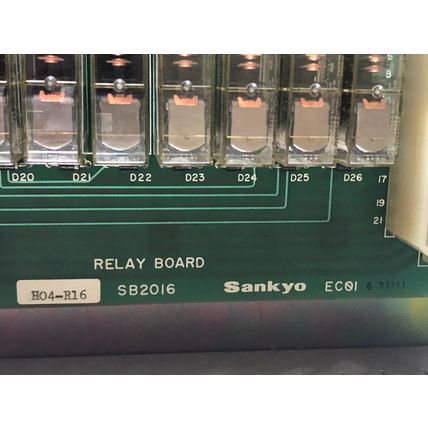 D20 D21 D22 D23 D24 D25 D26 17
19
21
RELAY BOARD
H04-R16 SB2016 Sankyo EC01